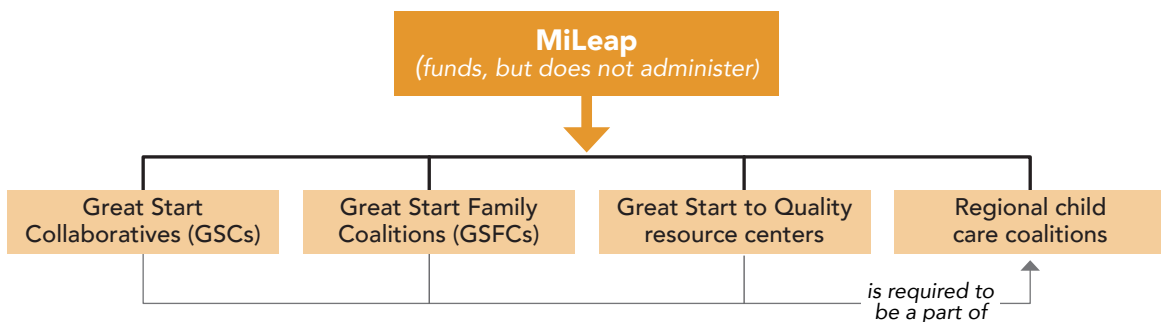 MiLeap
(funds, but does not administer)
Great Start
Collaboratives (GSCs)
Great Start Family
Coalitions (GSFCs)
Great Start to Quality
resource centers
Regional child
care coalitions
is required to
be a part of